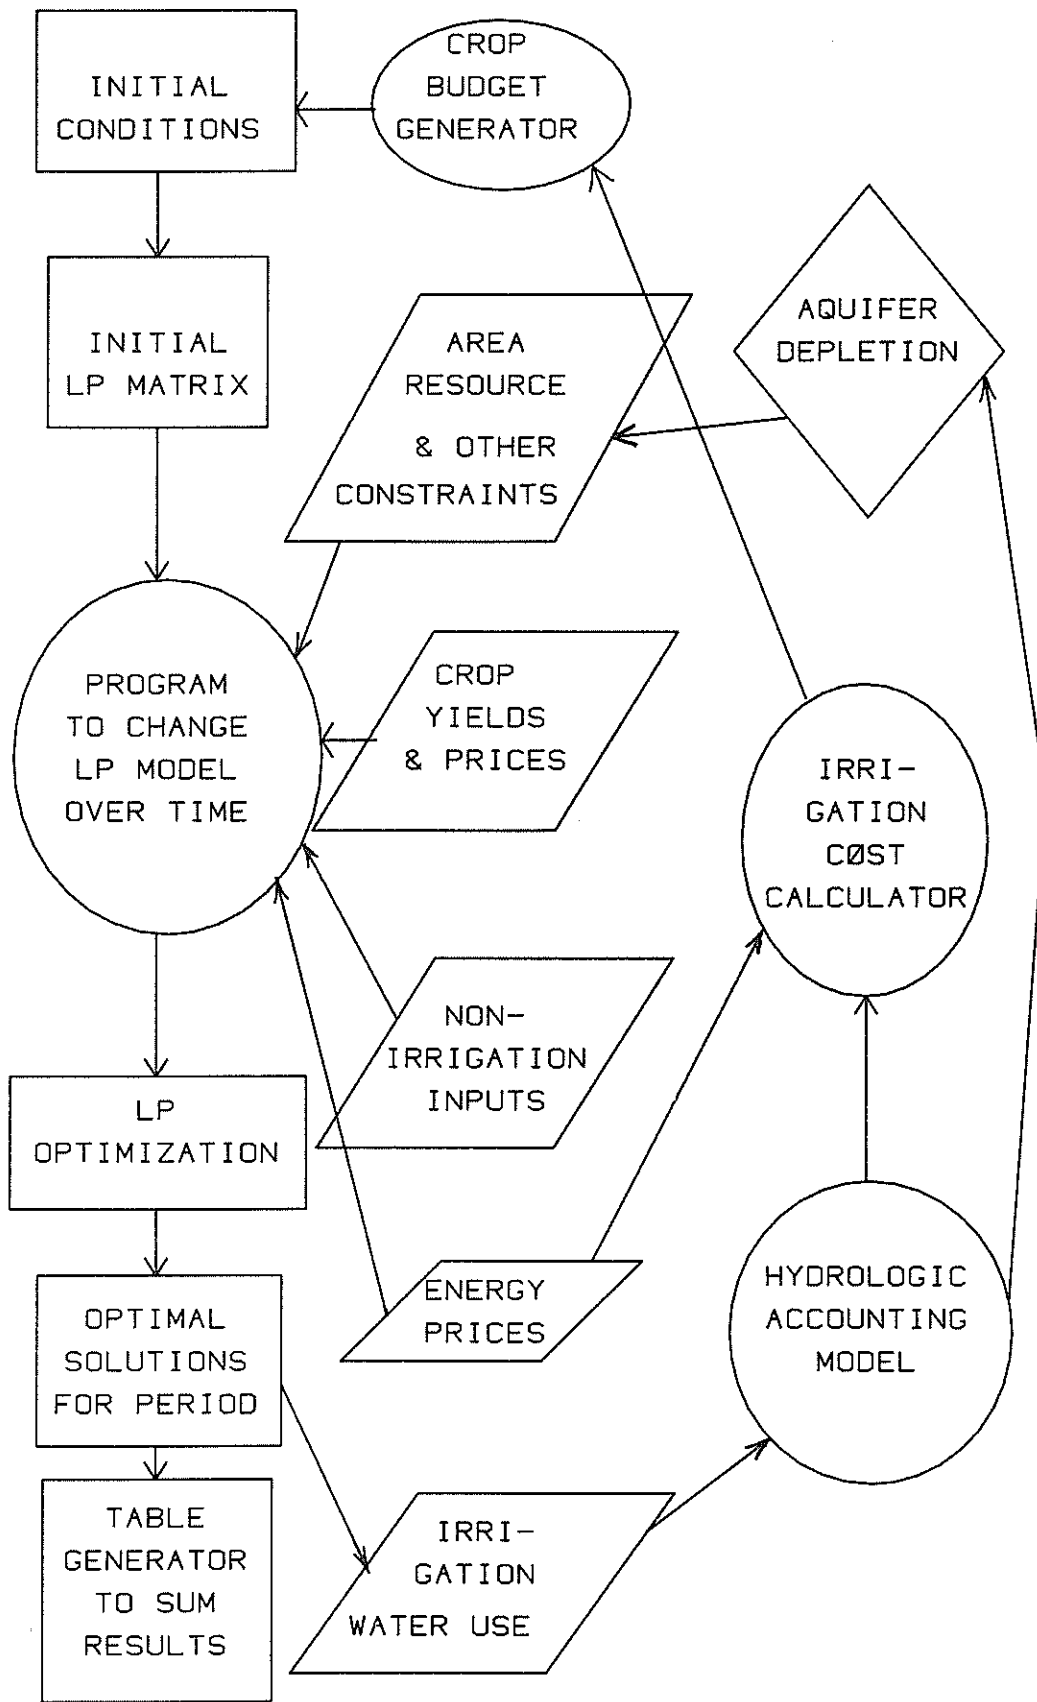 INITIAL
CONDITIONS
CROP
BUDGET
GENERATOR
INITIAL
LP MATRIX
AREA
RESOURCE
& OTHER
CONSTRAINTS
AQUIFER
DEPLETION
PROGRAM
TO CHANGE
LP MODEL
OVER TIME
CROP
YIELDS
& PRICES
IRRI-
GATION
CØST
CALCULATOR
NON-
IRRIGATION
INPUTS
LP
OPTIMIZATION
ENERGY
PRICES
HYDROLOGIC
ACCOUNTING
MODEL
OPTIMAL
SOLUTIONS
FOR PERIOD
TABLE
GENERATOR
TO SUM
RESULTS
IRRI-
GATION
WATER USE